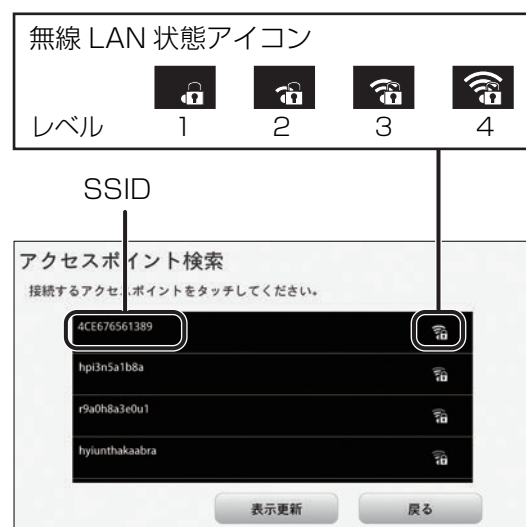 無線 LAN 状態アイコン
レベル 1 2 3 4
SSID
アクセスポイント検索
接続するアクセスポイントをタッチしてください。
4CE676561389
hpi3n5a1b8a
r9a0h8a3e0u1
hyiunthakaabra
表示更新 戻る